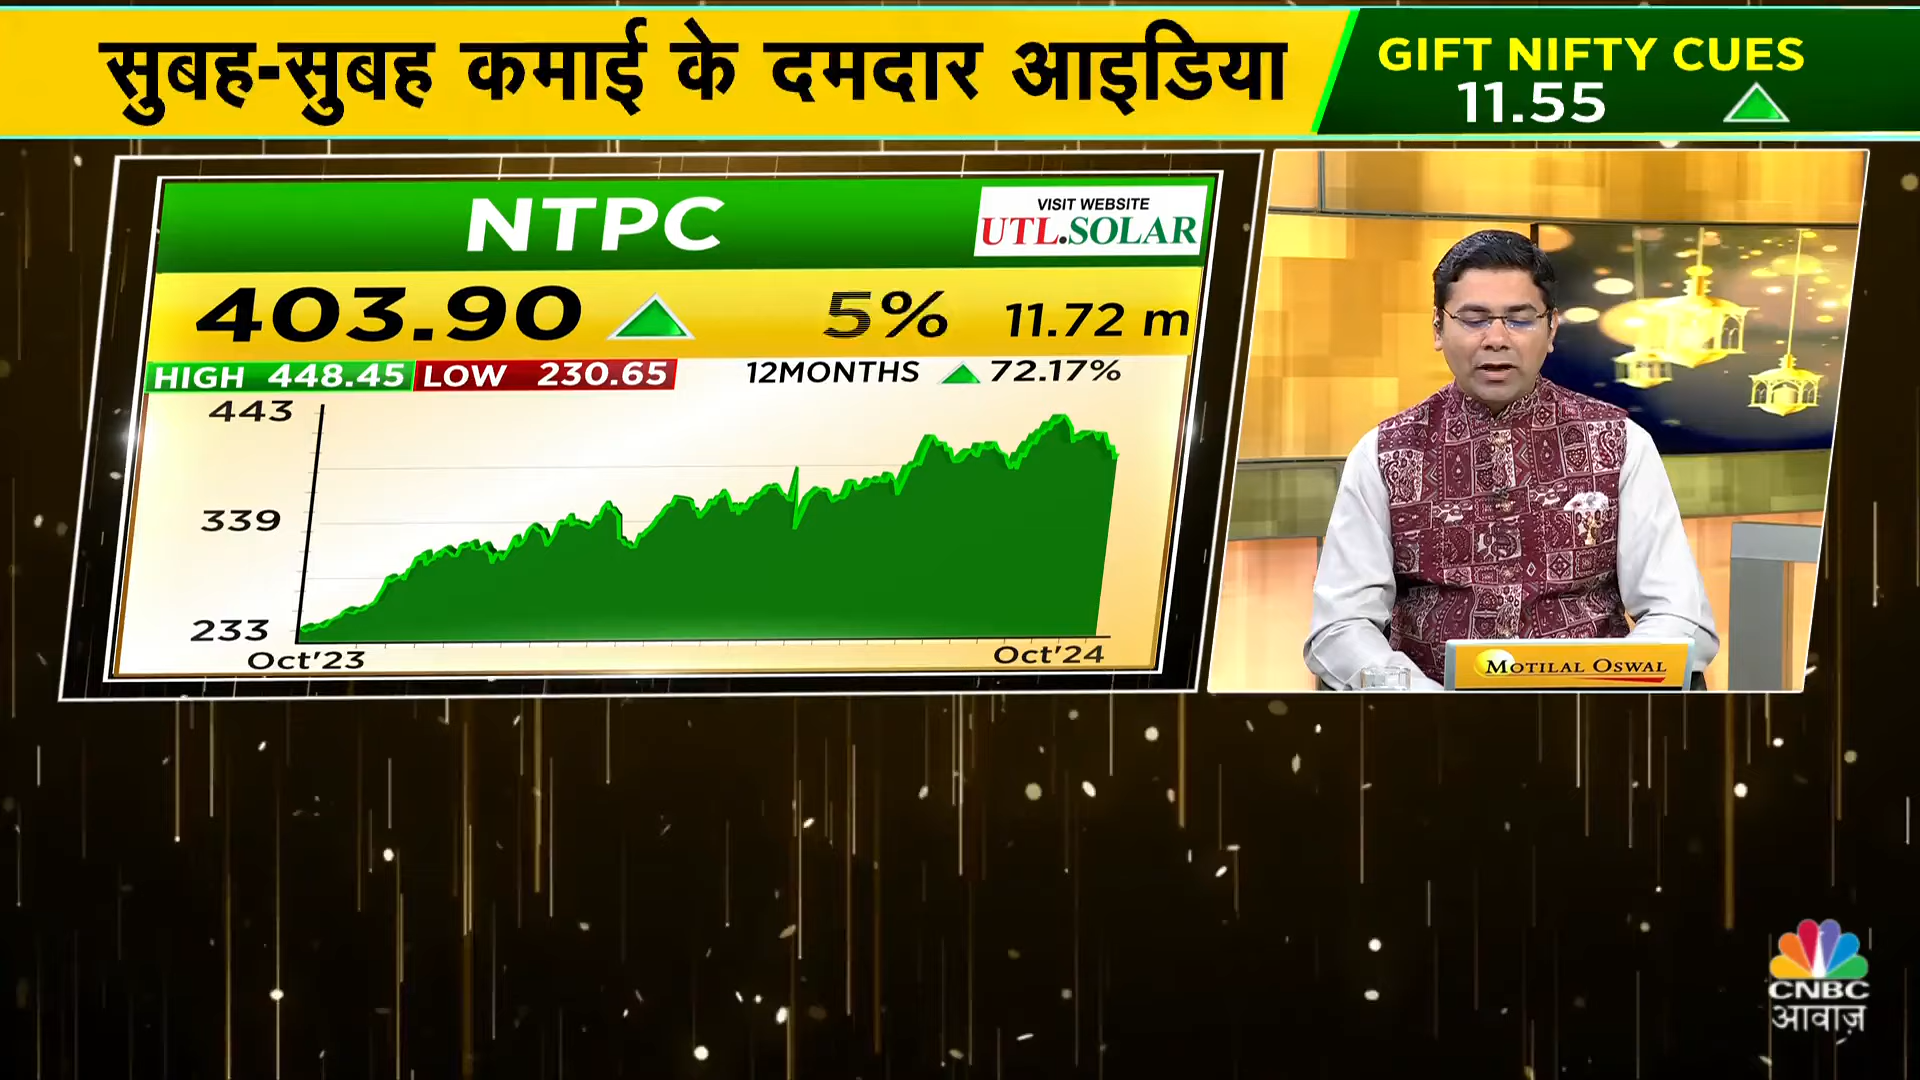 सुबह-सुबह कमाई के दमदार आइडिया
GIFT NIFTY CUES
11.55
NTPC
VISIT WEBSITE
UTL.SOLAR
403.90 5% 11.72 m
HIGH 448.45 LOW 230.65 12MONTHS 72.17%
443
339
233
Oct'23 Oct'24
MOTILAL OSWAL
CNBC
आवाज़